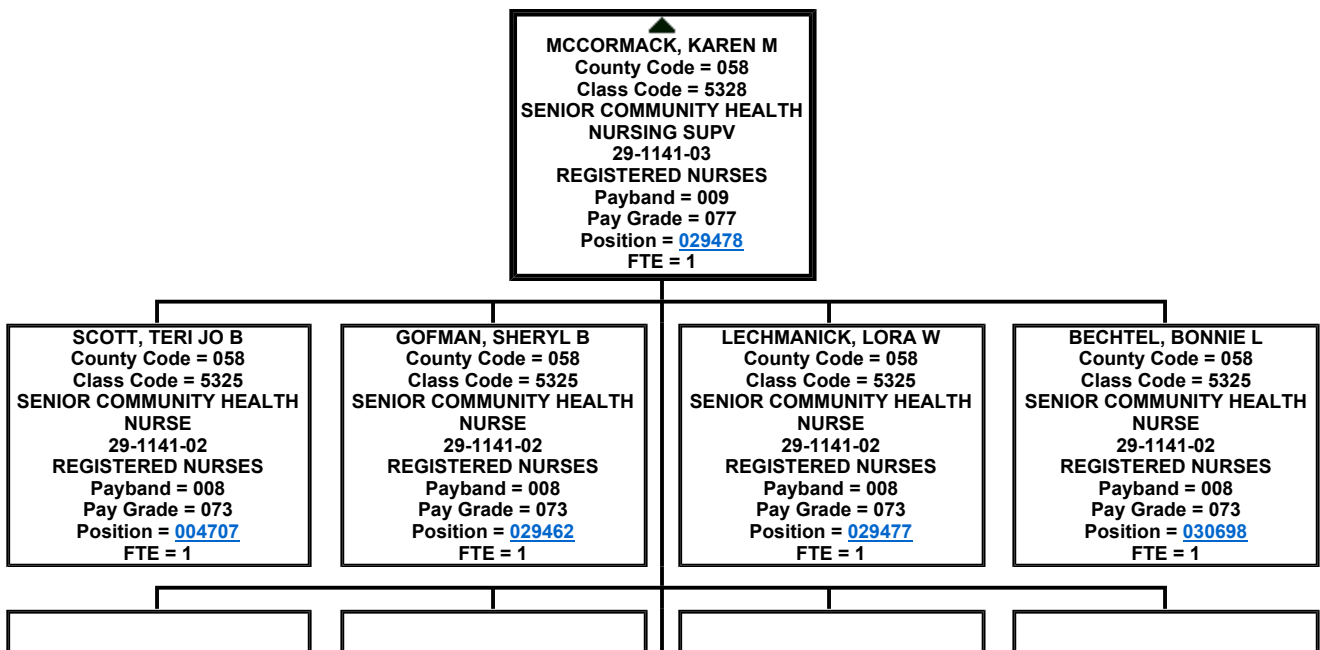 MCCORMACK, KAREN M
County Code = 058
Class Code = 5328
SENIOR COMMUNITY HEALTH
NURSING SUPV
29-1141-03
REGISTERED NURSES
Payband = 009
Pay Grade = 077
Position = 029478
FTE = 1
SCOTT, TERI JO B
County Code = 058
Class Code = 5325
SENIOR COMMUNITY HEALTH
NURSE
29-1141-02
REGISTERED NURSES
Payband = 008
Pay Grade = 073
Position = 004707
FTE = 1
GOFMAN, SHERYL B
County Code = 058
Class Code = 5325
SENIOR COMMUNITY HEALTH
NURSE
29-1141-02
REGISTERED NURSES
Payband = 008
Pay Grade = 073
Position = 029462
FTE = 1
LECHMANICK, LORA W
County Code = 058
Class Code = 5325
SENIOR COMMUNITY HEALTH
NURSE
29-1141-02
REGISTERED NURSES
Payband = 008
Pay Grade = 073
Position = 029477
FTE = 1
BECHTEL, BONNIE L
County Code = 058
Class Code = 5325
SENIOR COMMUNITY HEALTH
NURSE
29-1141-02
REGISTERED NURSES
Payband = 008
Pay Grade = 073
Position = 030698
FTE = 1